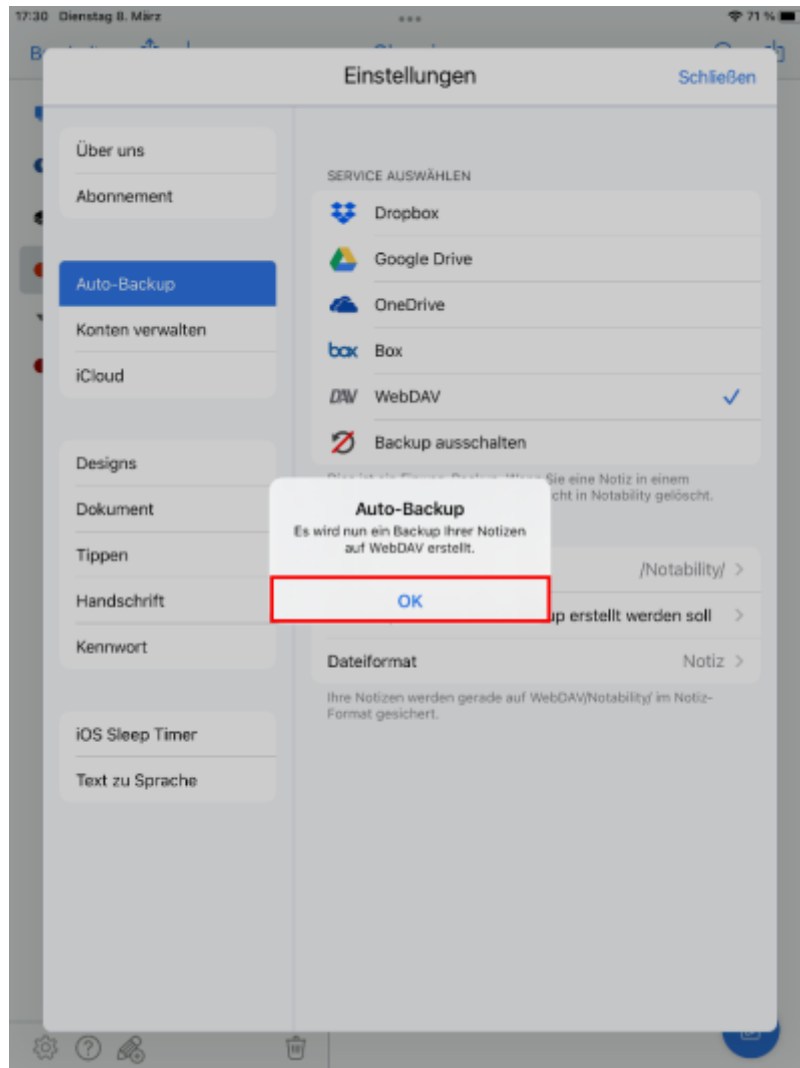 17:30 Dienstag 8. März
71 %
Einstellungen
Schließen
Über uns
Abonnement
Auto-Backup
Konten verwalten
iCloud
Designs
Dokument
Tippen
Handschrift
Kennwort
iOS Sleep Timer
Text zu Sprache
SERVICE AUSWÄHLEN
Dropbox
Google Drive
OneDrive
box Box
DAV WebDAV
Backup ausschalten
Sie eine Notiz in einem
cht in Notability gelöscht.
Auto-Backup
Es wird nun ein Backup Ihrer Notizen
auf WebDAV erstellt.
OK
/Notability/ >
up erstellt werden soll >
Dateiformat Notiz >
Ihre Notizen werden gerade auf WebDAV/Notability/ im Notiz-
Format gesichert.